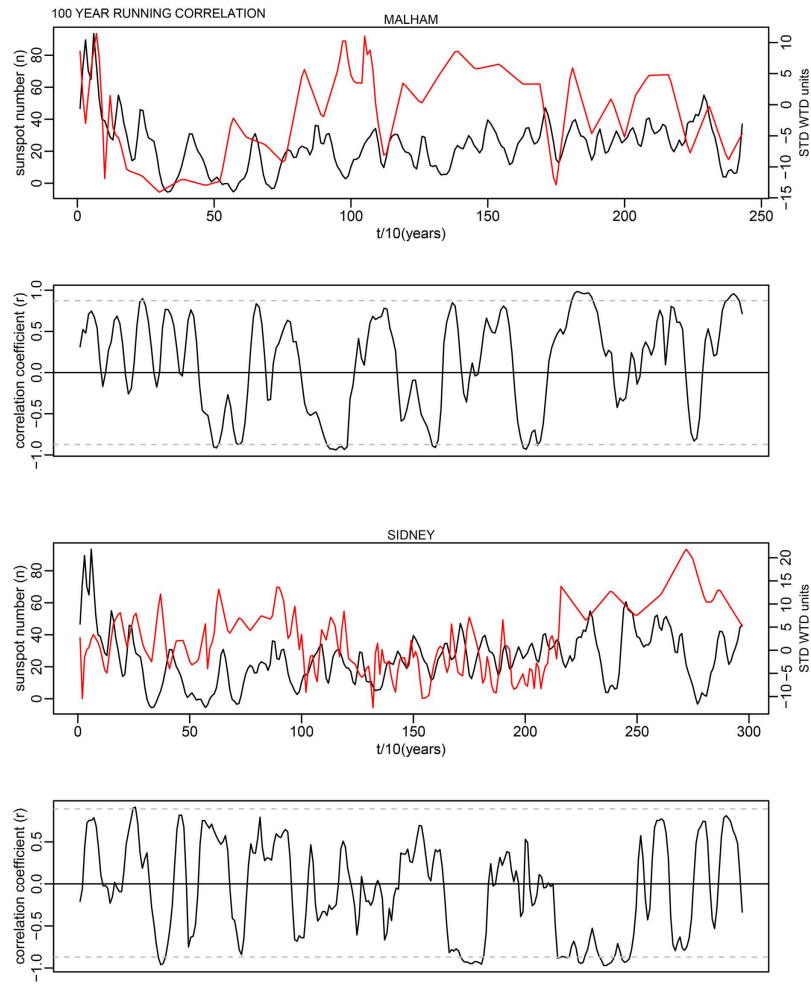 100 YEAR RUNNING CORRELATION
MALHAM
sunspot number (n)
0 20 40 60 80
STD WTD units
−15 −10 −5 0 5 10
0 50 100 150 200 250
t/10(years)
correlation coefficient (r)
−1.0 −0.5 0.0 0.5 1.0
SIDNEY
sunspot number (n)
0 20 40 60 80
STD WTD units
−10 −5 0 5 10 15 20
0 50 100 150 200 250 300
t/10(years)
correlation coefficient (r)
−1.0 −0.5 0.0 0.5